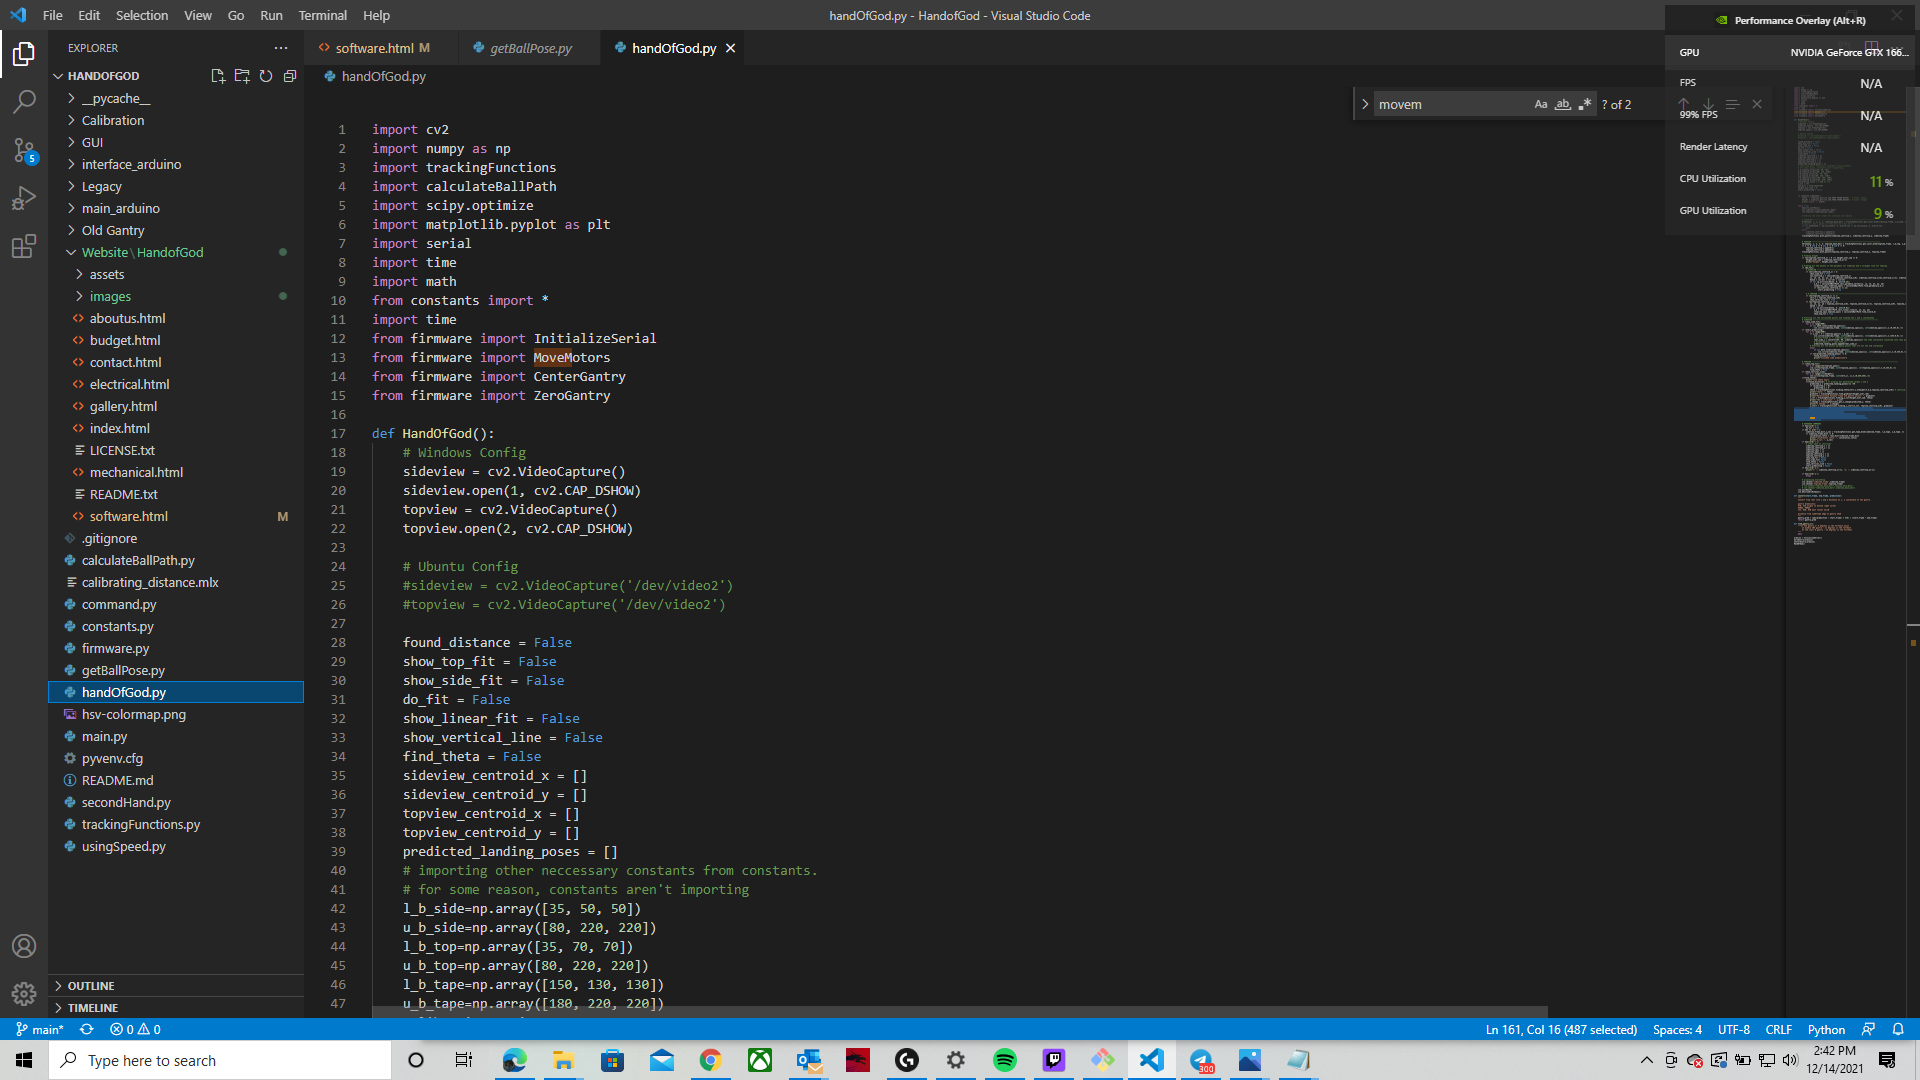 File Edit Selection View Go Run Terminal Help
handOfGod.py - HandofGod - Visual Studio Code
Performance Overlay (Alt+R)
GPU NVIDIA GeForce GTX 166...
FPS N/A
99% FPS N/A
Render Latency N/A
CPU Utilization 11 %
GPU Utilization 9 %
EXPLORER
software.html M
getBallPose.py
handOfGod.py
HANDOFGOD
__pycache__
Calibration
GUI
interface_arduino
Legacy
main_arduino
Old Gantry
Website\HandofGod
assets
images
aboutus.html
budget.html
contact.html
electrical.html
gallery.html
index.html
LICENSE.txt
mechanical.html
README.txt
software.html M
.gitignore
calculateBallPath.py
calibrating_distance.mlx
command.py
constants.py
firmware.py
getBallPose.py
handOfGod.py
hsv-colormap.png
main.py
pyvenv.cfg
README.md
secondHand.py
trackingFunctions.py
usingSpeed.py
OUTLINE
TIMELINE
5
handOfGod.py
movem Aa ab ? of 2
1 import cv2
2 import numpy as np
3 import trackingFunctions
4 import calculateBallPath
5 import scipy.optimize
6 import matplotlib.pyplot as plt
7 import serial
8 import time
9 import math
10 from constants import *
11 import time
12 from firmware import InitializeSerial
13 from firmware import MoveMotors
14 from firmware import CenterGantry
15 from firmware import ZeroGantry
16
17 def HandOfGod():
18 # Windows Config
19 sideview = cv2.VideoCapture()
20 sideview.open(1, cv2.CAP_DSHOW)
21 topview = cv2.VideoCapture()
22 topview.open(2, cv2.CAP_DSHOW)
23
24 # Ubuntu Config
25 #sideview = cv2.VideoCapture('/dev/video2')
26 #topview = cv2.VideoCapture('/dev/video2')
27
28 found_distance = False
29 show_top_fit = False
30 show_side_fit = False
31 do_fit = False
32 show_linear_fit = False
33 show_vertical_line = False
34 find_theta = False
35 sideview_centroid_x = []
36 sideview_centroid_y = []
37 topview_centroid_x = []
38 topview_centroid_y = []
39 predicted_landing_poses = []
40 # importing other neccessary constants from constants.
41 # for some reason, constants aren't importing
42 l_b_side=np.array([35, 50, 50])
43 u_b_side=np.array([80, 220, 220])
44 l_b_top=np.array([35, 70, 70])
45 u_b_top=np.array([80, 220, 220])
46 l_b_tape=np.array([150, 130, 130])
47 u_b_tape=np.array([180, 220, 220])
main* 0 0
Ln 161, Col 16 (487 selected) Spaces: 4 UTF-8 CRLF Python
Type here to search
300
2:42 PM
12/14/2021